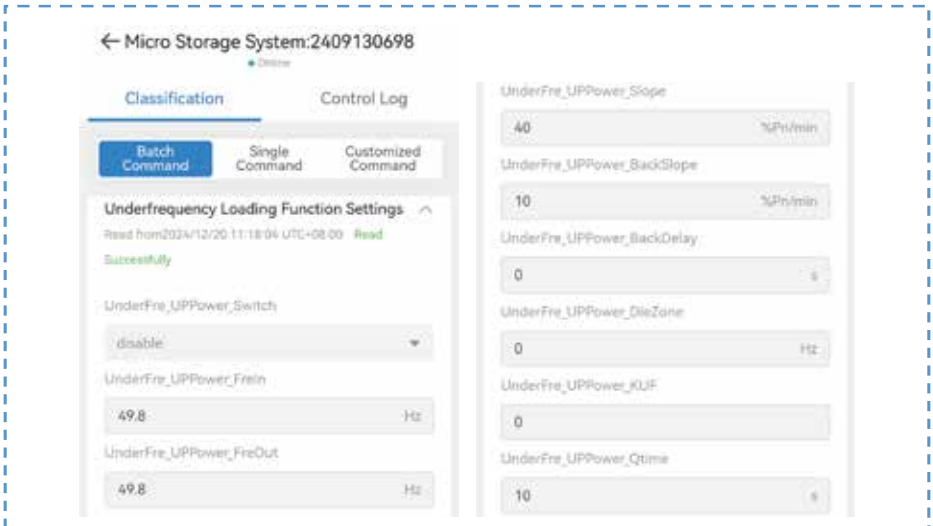 ← Micro Storage System:2409130698
Online
Classification Control Log
Batch Command Single Command Customized Command
Underfrequency Loading Function Settings
Read from2024/12/20 11:18:04 UTC+08:00 Read Successfully
UnderFre_UPPower_Switch
disable
UnderFre_UPPower_FreIn
49.8 Hz
UnderFre_UPPower_FreOut
49.8 Hz
UnderFre_UPPower_Slope
40 %Pn/min
UnderFre_UPPower_BackSlope
10 %Pn/min
UnderFre_UPPower_BackDelay
0 s
UnderFre_UPPower_DieZone
0 Hz
UnderFre_UPPower_KUF
0
UnderFre_UPPower_Qtime
10 s